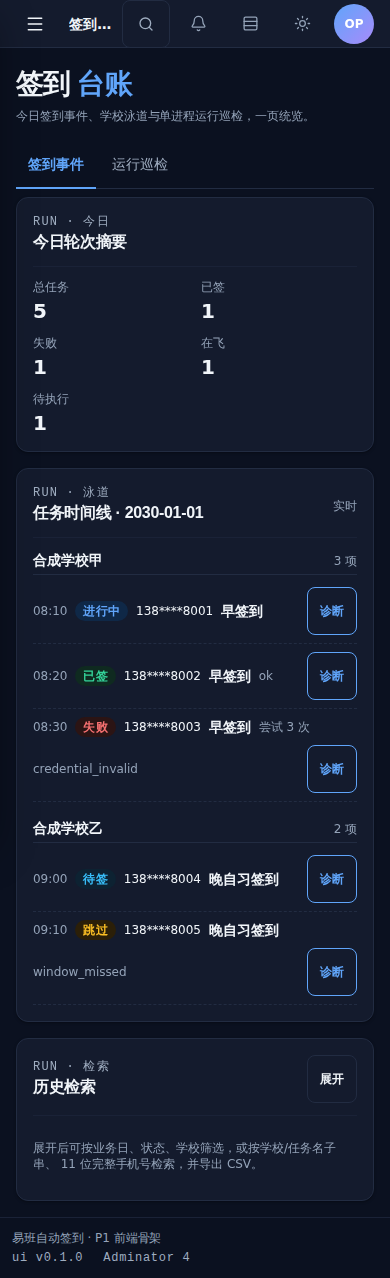 签到… OP
签到 台账
今日签到事件、学校泳道与单进程运行巡检，一页统览。
签到事件 运行巡检
RUN · 今日
今日轮次摘要
总任务 已签
5 1
失败 在飞
1 1
待执行
1
RUN · 泳道
任务时间线 · 2030-01-01 实时
合成学校甲 3 项
08:10 进行中 138****8001 早签到 诊断
08:20 已签 138****8002 早签到 ok 诊断
08:30 失败 138****8003 早签到 尝试 3 次
credential_invalid 诊断
合成学校乙 2 项
09:00 待签 138****8004 晚自习签到 诊断
09:10 跳过 138****8005 晚自习签到
window_missed 诊断
RUN · 检索
历史检索 展开
展开后可按业务日、状态、学校筛选，或按学校/任务名子
串、 11 位完整手机号检索，并导出 CSV。
易班自动签到 · P1 前端骨架
ui v0.1.0 Adminator 4